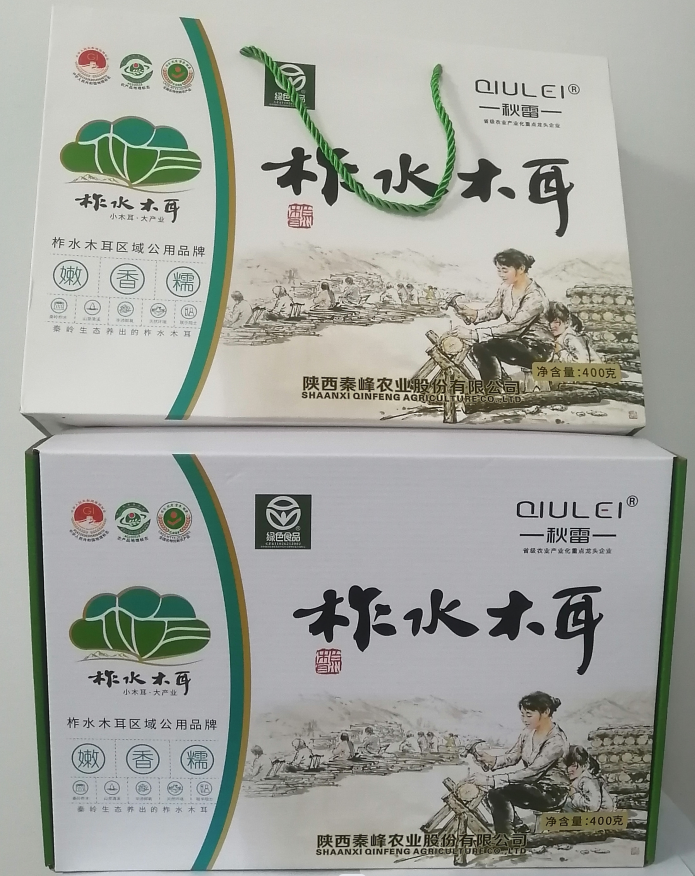 GI
绿色食品
QIULEI®
秋雷
省级农业产业化重点龙头企业
柞水木耳
柞水木耳
小木耳·大产业
柞水木耳区域公用品牌
嫩 香 糯
秦岭生态养出的柞水木耳
净含量:400克
陕西秦峰农业股份有限公司
SHAANXI QINFENG AGRICULTURE CO., LTD
GI
绿色食品
QIULEI®
秋雷
省级农业产业化重点龙头企业
柞水木耳
柞水木耳
小木耳·大产业
柞水木耳区域公用品牌
嫩 香 糯
秦岭生态养出的柞水木耳
净含量:400克
陕西秦峰农业股份有限公司
SHAANXI QINFENG AGRICULTURE CO., LTD